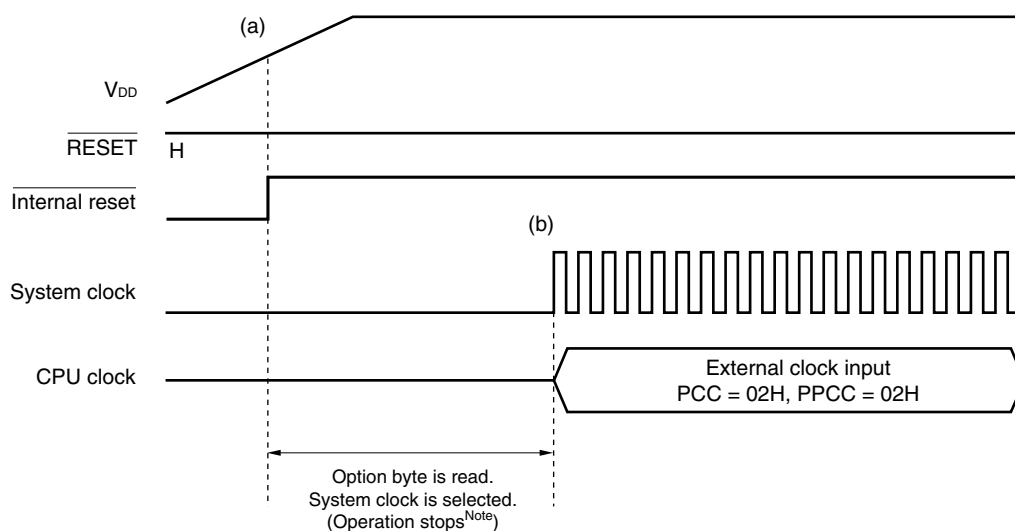 (a)
VDD
RESET
H
Internal reset
(b)
System clock
CPU clock
External clock input
PCC = 02H, PPCC = 02H
Option byte is read.
System clock is selected.
(Operation stopsNote)